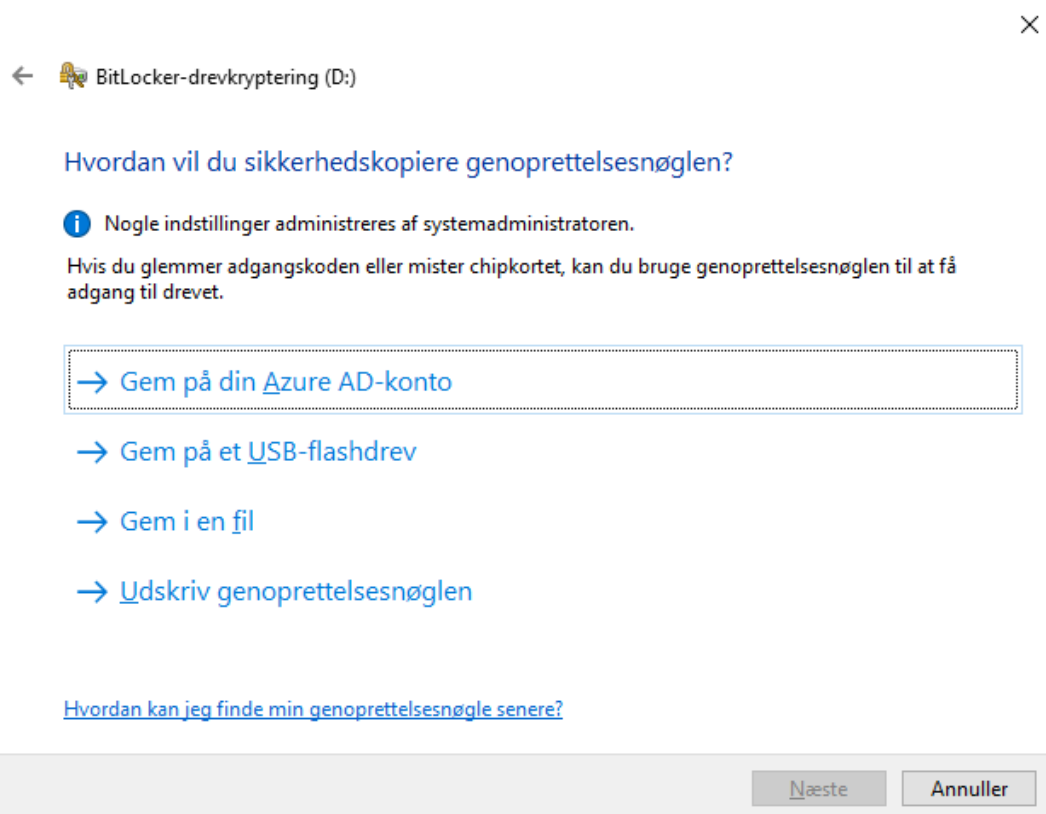 BitLocker-drevkryptering (D:)
Hvordan vil du sikkerhedskopiere genoprettelsesnøglen?
Nogle indstillinger administreres af systemadministratoren.
Hvis du glemmer adgangskoden eller mister chipkortet, kan du bruge genoprettelsesnøglen til at få
adgang til drevet.
Gem på din Azure AD-konto
Gem på et USB-flashdrev
Gem i en fil
Udskriv genoprettelsesnøglen
Hvordan kan jeg finde min genoprettelsesnøgle senere?
Næste Annuller